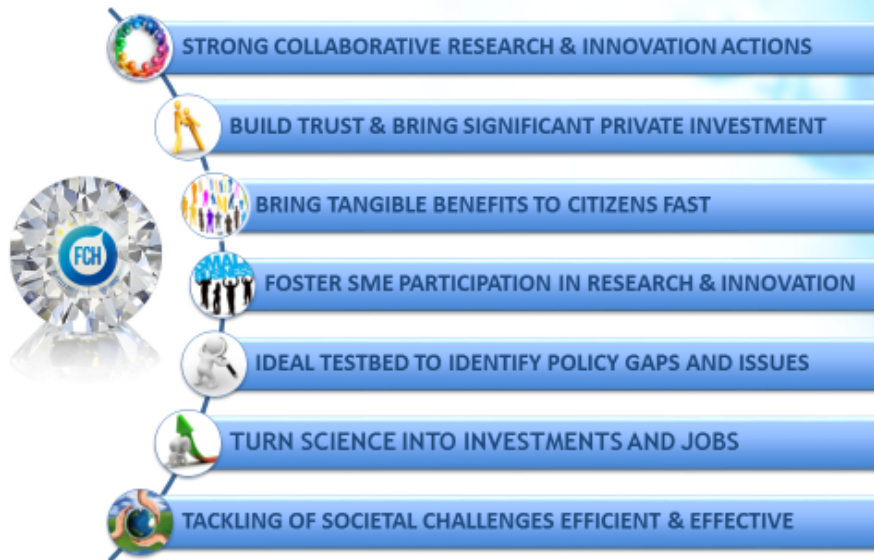 STRONG COLLABORATIVE RESEARCH & INNOVATION ACTIONS
BUILD TRUST & BRING SIGNIFICANT PRIVATE INVESTMENT
BRING TANGIBLE BENEFITS TO CITIZENS FAST
FCH
SMALL
FOSTER SME PARTICIPATION IN RESEARCH & INNOVATION
IDEAL TESTBED TO IDENTIFY POLICY GAPS AND ISSUES
TURN SCIENCE INTO INVESTMENTS AND JOBS
TACKLING OF SOCIETAL CHALLENGES EFFICIENT & EFFECTIVE